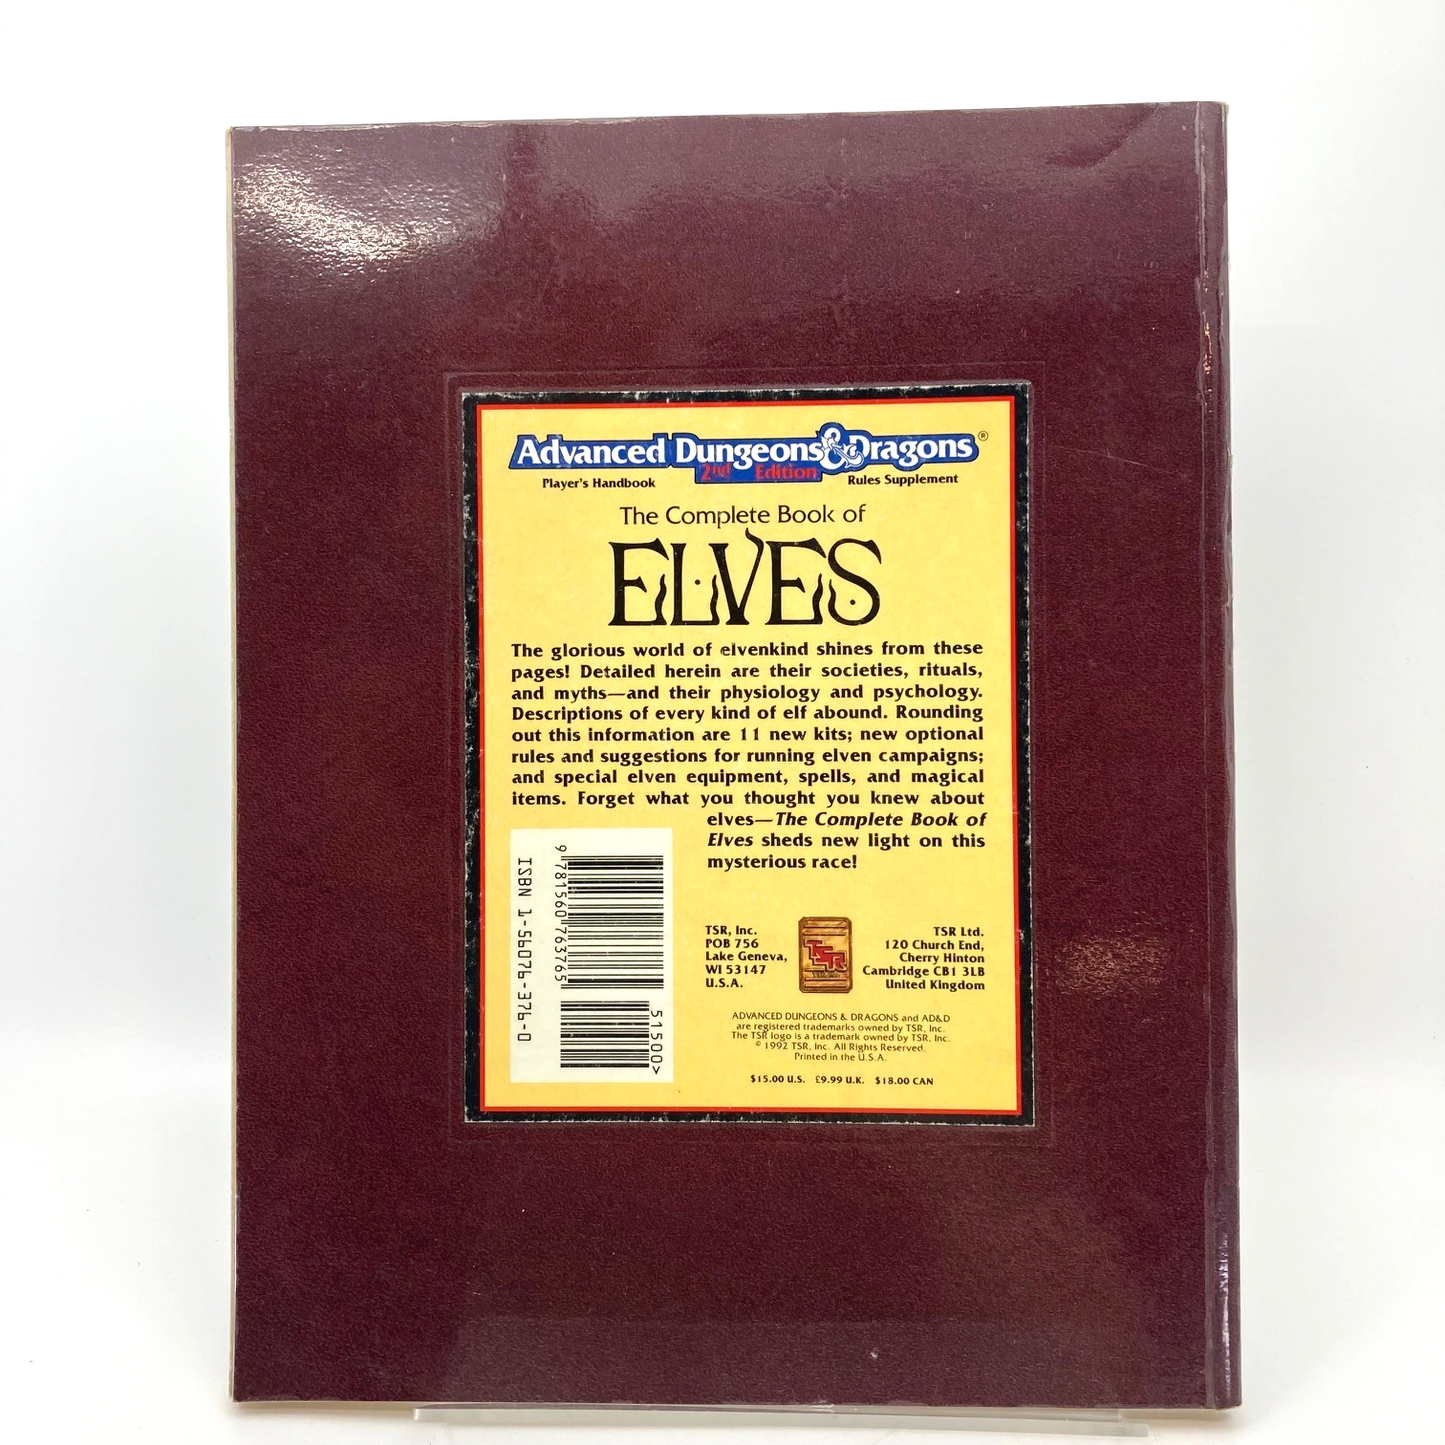 Advanced Dungeons & Dragons®
2nd Edition
Player's Handbook Rules Supplement
The Complete Book of
ELVES
The glorious world of elvenkind shines from these
pages! Detailed herein are their societies, rituals,
and myths—and their physiology and psychology.
Descriptions of every kind of elf abound. Rounding
out this information are 11 new kits; new optional
rules and suggestions for running elven campaigns;
and special elven equipment, spells, and magical
items. Forget what you thought you knew about
elves—The Complete Book of
Elves sheds new light on this
mysterious race!
ISBN 1-56076-376-0
9 781560 763765
51500>
TSR, Inc.
POB 756
Lake Geneva,
WI 53147
U.S.A.
TSR
TSR Ltd.
120 Church End,
Cherry Hinton
Cambridge CB1 3LB
United Kingdom
ADVANCED DUNGEONS & DRAGONS and AD&D
are registered trademarks owned by TSR, Inc.
The TSR logo is a trademark owned by TSR, Inc.
© 1992 TSR, Inc. All Rights Reserved.
Printed in the U.S.A.
$15.00 U.S. £9.99 U.K. $18.00 CAN